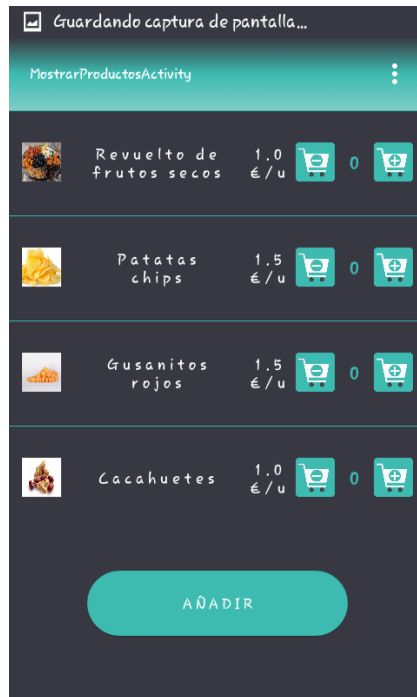 Guardando captura de pantalla...
MostrarProductosActivity
Revuelto de
frutos secos
1.0
€/u
0
Patatas
chips
1.5
€/u
0
Gusanitos
rojos
1.5
€/u
0
Cacahuetes
1.0
€/u
0
AÑADIR